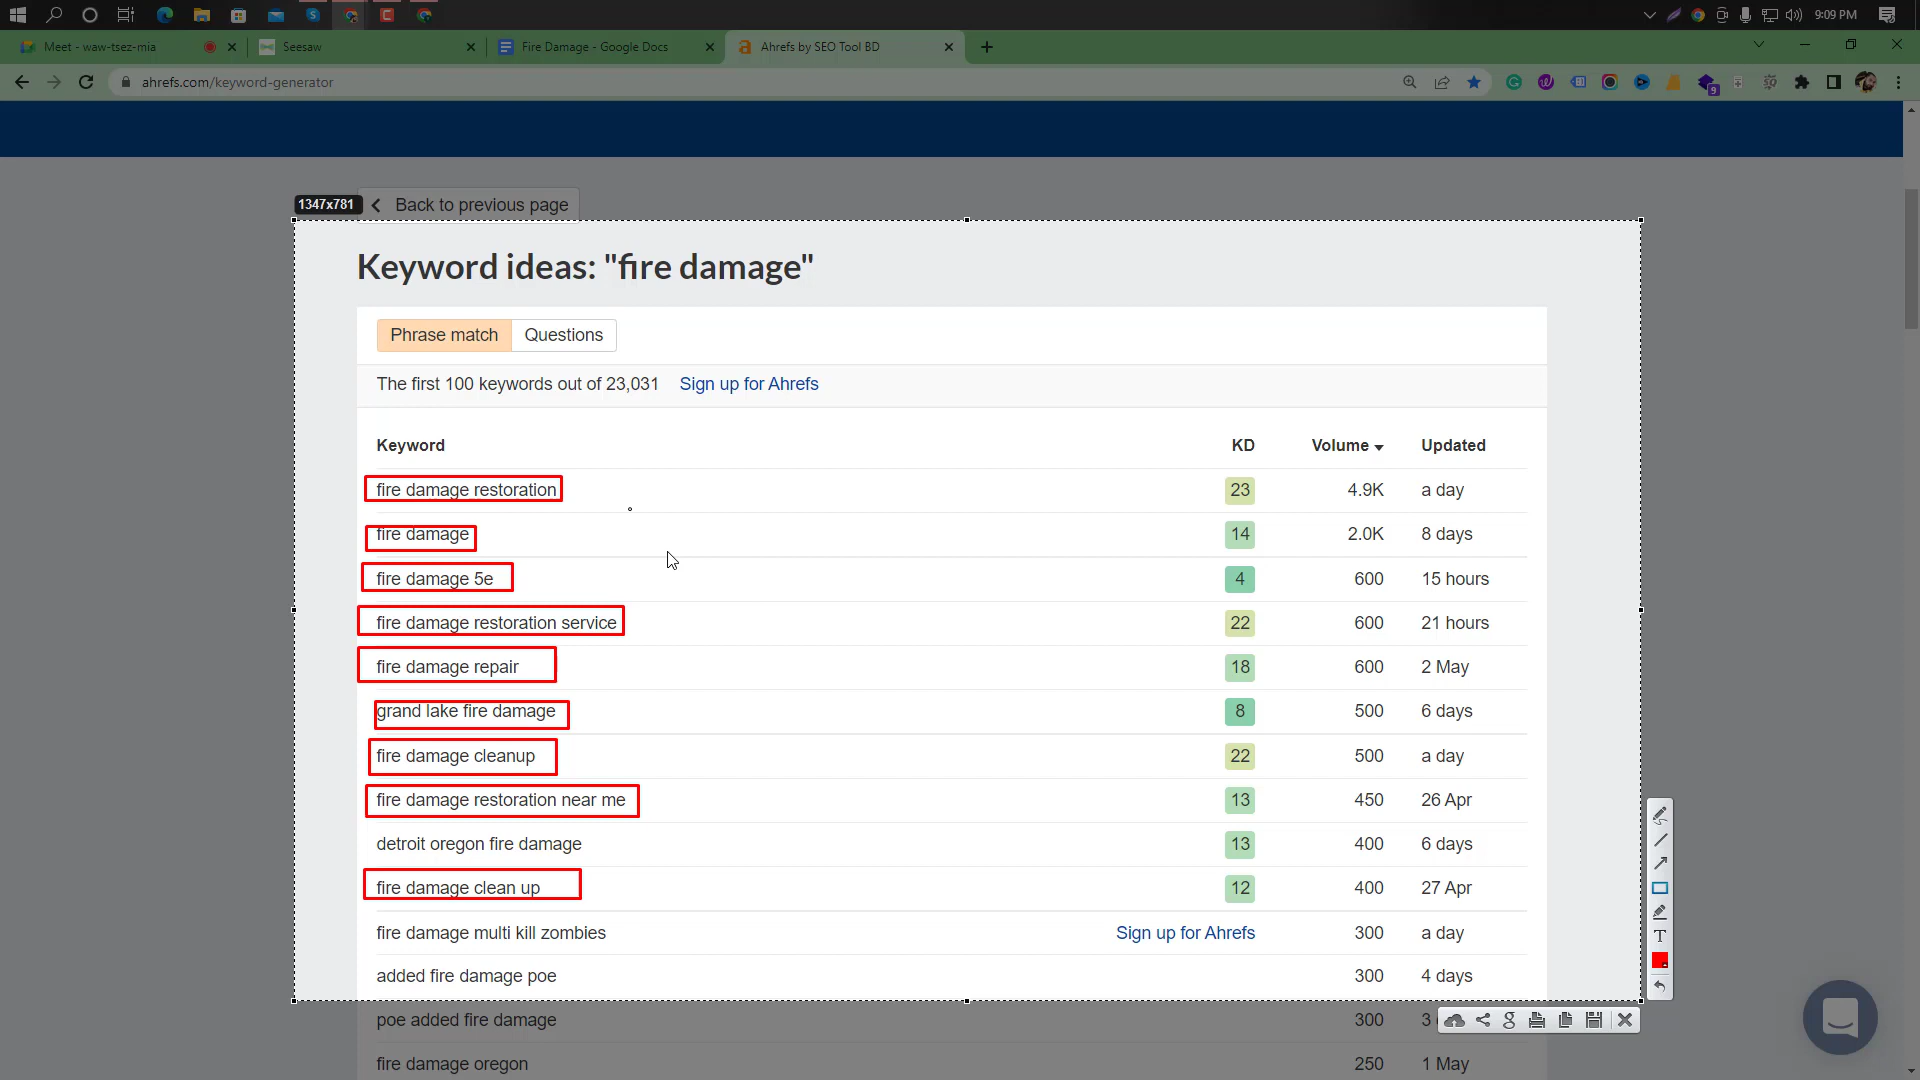 9:09 PM
Meet - waw-tsez-mia
Seesaw
Fire Damage - Google Docs
Ahrefs by SEO Tool BD
ahrefs.com/keyword-generator
9
1347x781
Back to previous page
Keyword ideas: "fire damage"
Phrase match Questions
The first 100 keywords out of 23,031 Sign up for Ahrefs
Keyword KD Volume Updated
fire damage restoration 23 4.9K a day
fire damage 14 2.0K 8 days
fire damage 5e 4 600 15 hours
fire damage restoration service 22 600 21 hours
fire damage repair 18 600 2 May
grand lake fire damage 8 500 6 days
fire damage cleanup 22 500 a day
fire damage restoration near me 13 450 26 Apr
detroit oregon fire damage 13 400 6 days
fire damage clean up 12 400 27 Apr
fire damage multi kill zombies Sign up for Ahrefs 300 a day
added fire damage poe 300 4 days
poe added fire damage 300 3
fire damage oregon 250 1 May